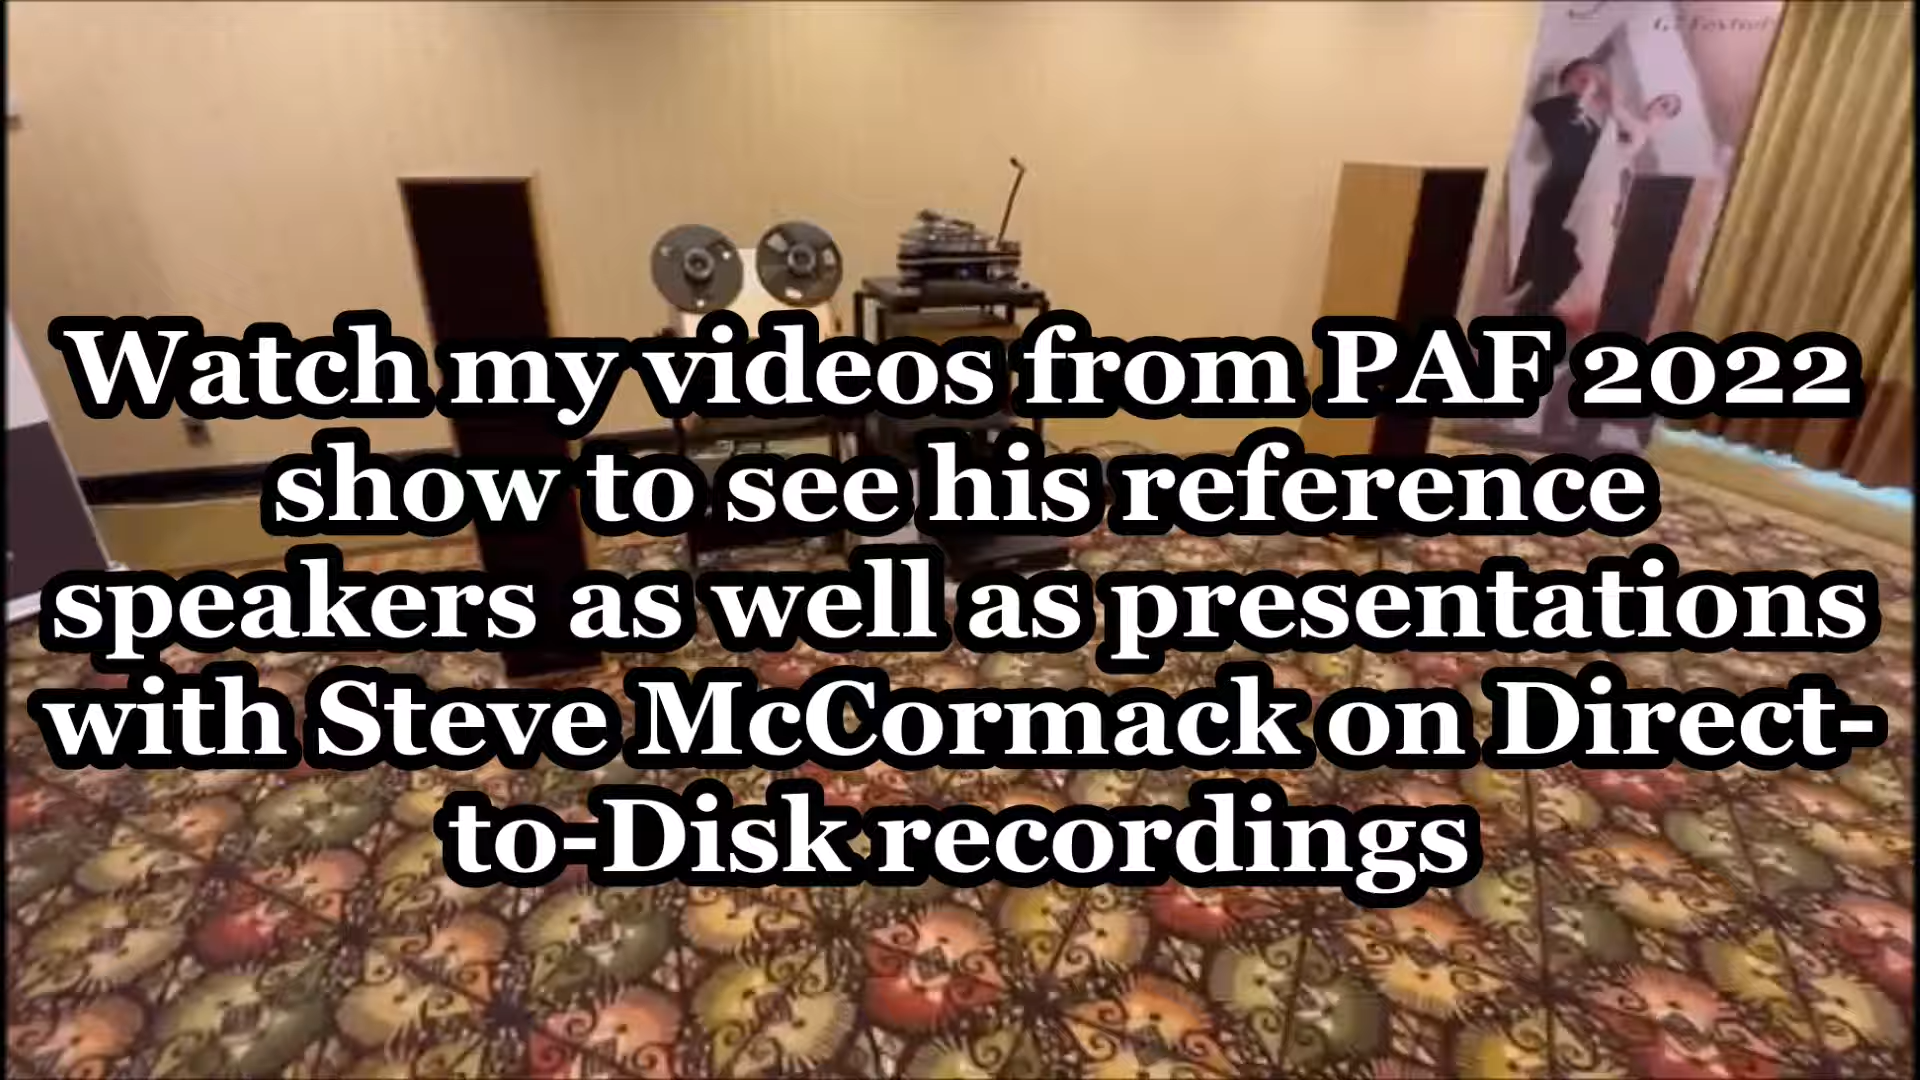 Watch my videos from PAF 2022
show to see his reference
speakers as well as presentations
with Steve McCormack on Direct-
to-Disk recordings